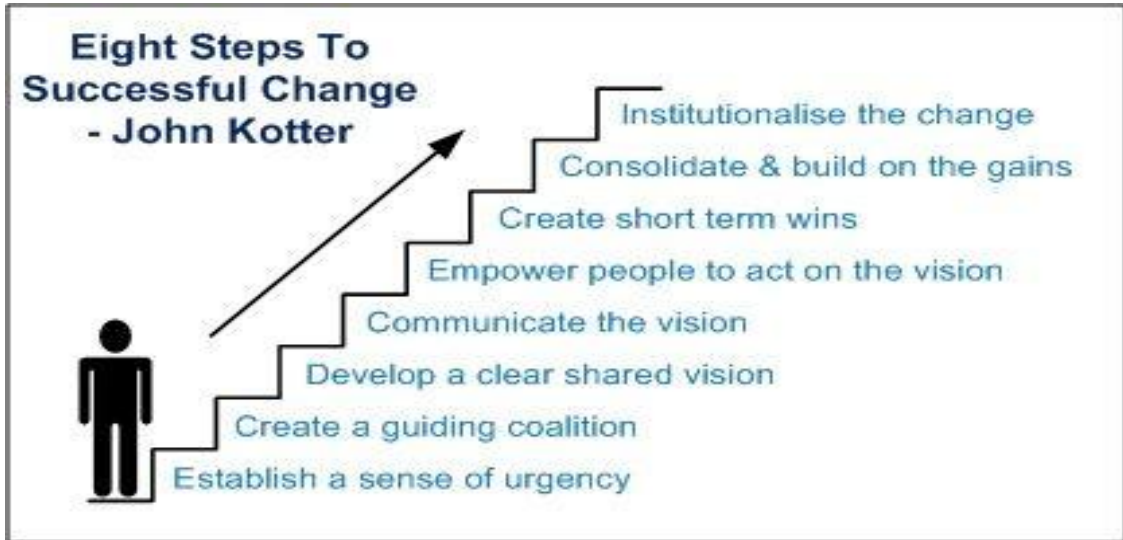 Eight Steps To
Successful Change
- John Kotter
Institutionalise the change
Consolidate & build on the gains
Create short term wins
Empower people to act on the vision
Communicate the vision
Develop a clear shared vision
Create a guiding coalition
Establish a sense of urgency